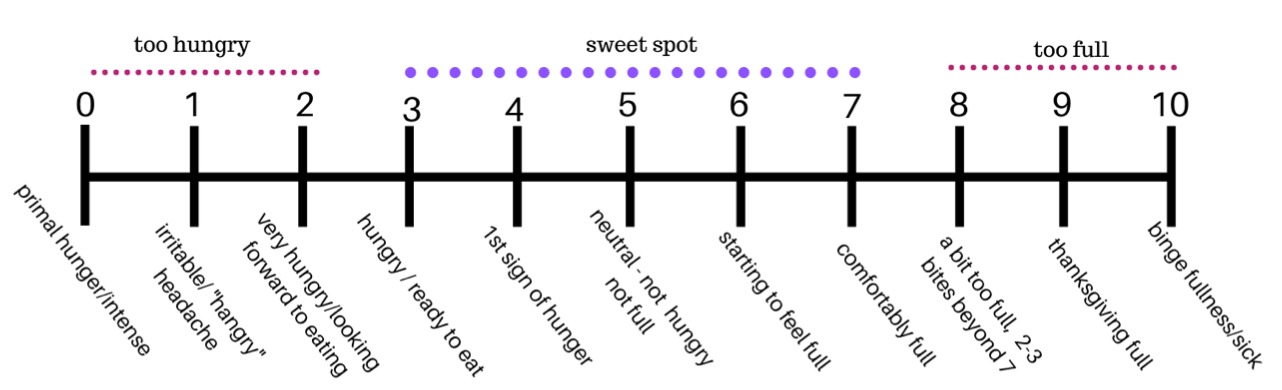 too hungry
sweet spot
too full
0 1 2 3 4 5 6 7 8 9 10
primal hunger/intense
irritable/ "hangry"
headache
very hungry/looking
forward to eating
hungry / ready to eat
1st sign of hunger
neutral - not hungry
not full
starting to feel full
comfortably full
a bit too full, 2-3
bites beyond 7
thanksgiving full
binge fullness/sick